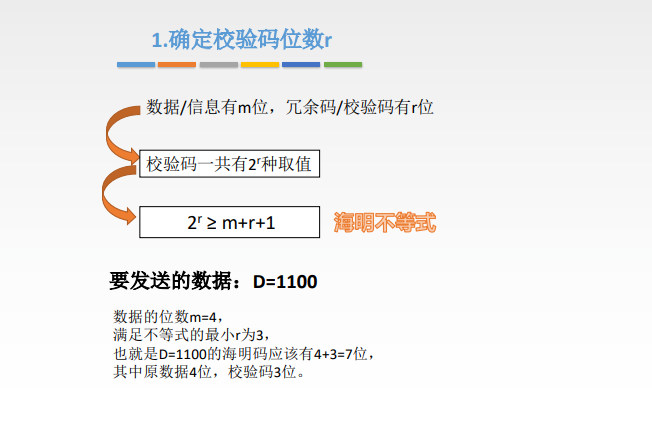 1.确定校验码位数r
数据/信息有m位，冗余码/校验码有r位
校验码一共有2ʳ种取值
2ʳ ≥ m+r+1
海明不等式
要发送的数据：D=1100
数据的位数m=4，
满足不等式的最小r为3，
也就是D=1100的海明码应该有4+3=7位，
其中原数据4位，校验码3位。